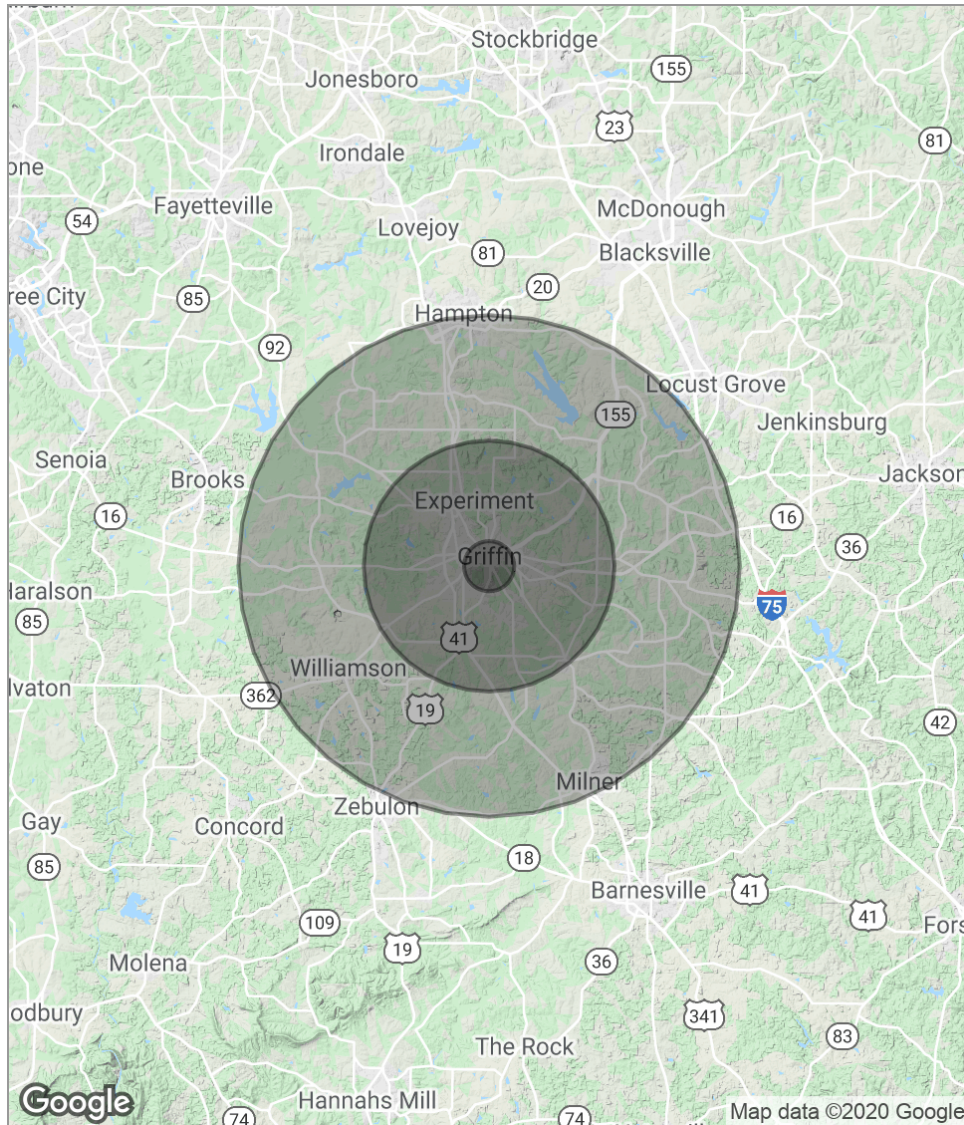 Stockbridge
155
Jonesboro
23
81
Irondale
one
Fayetteville
McDonough
54
Lovejoy
Blacksville
81
20
ree City
85
Hampton
92
Locust Grove
155
Jenkinsburg
Senoia
Brooks
Jackson
Experiment
16
16
36
Griffin
Haralson
75
85
41
Williamson
lvaton
362
19
42
Milner
Zebulon
Gay
Concord
18
85
Barnesville
41
41
109
Fors
19
Molena
36
odbury
341
83
The Rock
Google
Hannahs Mill
74
74
Map data ©2020 Google